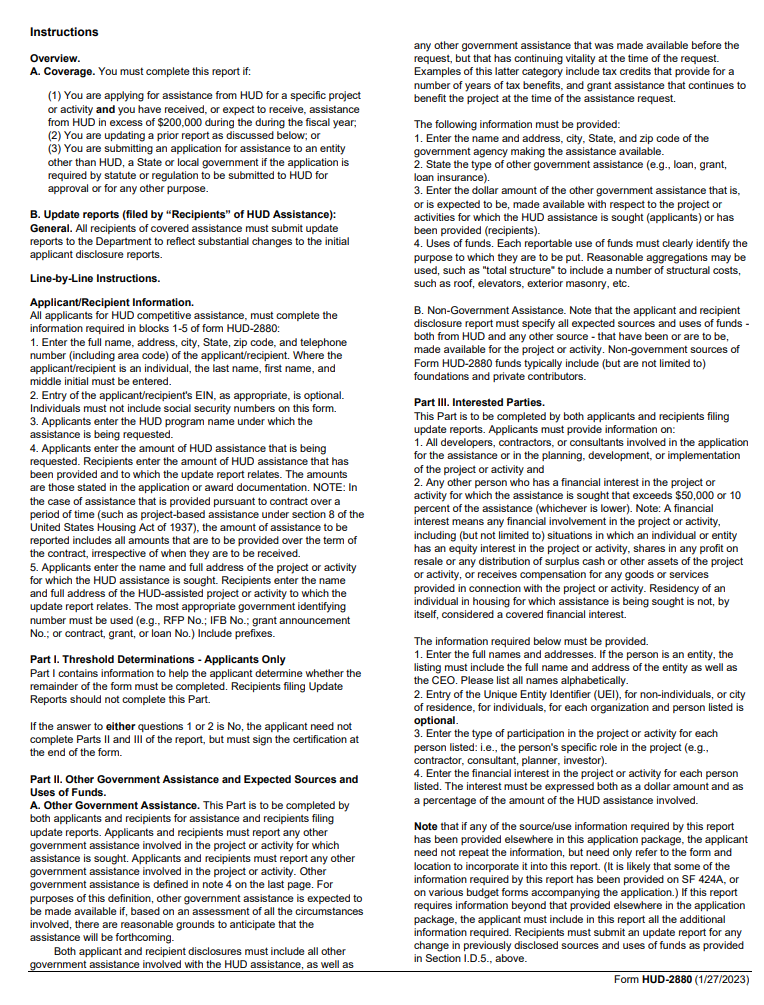 Instructions
Overview.
A. Coverage. You must complete this report if:
(1) You are applying for assistance from HUD for a specific project
or activity and you have received, or expect to receive, assistance
from HUD in excess of $200,000 during the during the fiscal year;
(2) You are updating a prior report as discussed below; or
(3) You are submitting an application for assistance to an entity
other than HUD, a State or local government if the application is
required by statute or regulation to be submitted to HUD for
approval or for any other purpose.
B. Update reports (filed by “Recipients” of HUD Assistance):
General. All recipients of covered assistance must submit update
reports to the Department to reflect substantial changes to the initial
applicant disclosure reports.
Line-by-Line Instructions.
Applicant/Recipient Information.
All applicants for HUD competitive assistance, must complete the
information required in blocks 1-5 of form HUD-2880:
1. Enter the full name, address, city, State, zip code, and telephone
number (including area code) of the applicant/recipient. Where the
applicant/recipient is an individual, the last name, first name, and
middle initial must be entered.
2. Entry of the applicant/recipient's EIN, as appropriate, is optional.
Individuals must not include social security numbers on this form.
3. Applicants enter the HUD program name under which the
assistance is being requested.
4. Applicants enter the amount of HUD assistance that is being
requested. Recipients enter the amount of HUD assistance that has
been provided and to which the update report relates. The amounts
are those stated in the application or award documentation. NOTE: In
the case of assistance that is provided pursuant to contract over a
period of time (such as project-based assistance under section 8 of the
United States Housing Act of 1937), the amount of assistance to be
reported includes all amounts that are to be provided over the term of
the contract, irrespective of when they are to be received.
5. Applicants enter the name and full address of the project or activity
for which the HUD assistance is sought. Recipients enter the name
and full address of the HUD-assisted project or activity to which the
update report relates. The most appropriate government identifying
number must be used (e.g., RFP No.; IFB No.; grant announcement
No.; or contract, grant, or loan No.) Include prefixes.
Part I. Threshold Determinations - Applicants Only
Part I contains information to help the applicant determine whether the
remainder of the form must be completed. Recipients filing Update
Reports should not complete this Part.
If the answer to either questions 1 or 2 is No, the applicant need not
complete Parts II and III of the report, but must sign the certification at
the end of the form.
Part II. Other Government Assistance and Expected Sources and
Uses of Funds.
A. Other Government Assistance. This Part is to be completed by
both applicants and recipients for assistance and recipients filing
update reports. Applicants and recipients must report any other
government assistance involved in the project or activity for which
assistance is sought. Applicants and recipients must report any other
government assistance involved in the project or activity. Other
government assistance is defined in note 4 on the last page. For
purposes of this definition, other government assistance is expected to
be made available if, based on an assessment of all the circumstances
involved, there are reasonable grounds to anticipate that the
assistance will be forthcoming.
Both applicant and recipient disclosures must include all other
government assistance involved with the HUD assistance, as well as
any other government assistance that was made available before the
request, but that has continuing vitality at the time of the request.
Examples of this latter category include tax credits that provide for a
number of years of tax benefits, and grant assistance that continues to
benefit the project at the time of the assistance request.
The following information must be provided:
1. Enter the name and address, city, State, and zip code of the
government agency making the assistance available.
2. State the type of other government assistance (e.g., loan, grant,
loan insurance).
3. Enter the dollar amount of the other government assistance that is,
or is expected to be, made available with respect to the project or
activities for which the HUD assistance is sought (applicants) or has
been provided (recipients).
4. Uses of funds. Each reportable use of funds must clearly identify the
purpose to which they are to be put. Reasonable aggregations may be
used, such as "total structure" to include a number of structural costs,
such as roof, elevators, exterior masonry, etc.
B. Non-Government Assistance. Note that the applicant and recipient
disclosure report must specify all expected sources and uses of funds -
both from HUD and any other source - that have been or are to be,
made available for the project or activity. Non-government sources of
Form HUD-2880 funds typically include (but are not limited to)
foundations and private contributors.
Part III. Interested Parties.
This Part is to be completed by both applicants and recipients filing
update reports. Applicants must provide information on:
1. All developers, contractors, or consultants involved in the application
for the assistance or in the planning, development, or implementation
of the project or activity and
2. Any other person who has a financial interest in the project or
activity for which the assistance is sought that exceeds $50,000 or 10
percent of the assistance (whichever is lower). Note: A financial
interest means any financial involvement in the project or activity,
including (but not limited to) situations in which an individual or entity
has an equity interest in the project or activity, shares in any profit on
resale or any distribution of surplus cash or other assets of the project
or activity, or receives compensation for any goods or services
provided in connection with the project or activity. Residency of an
individual in housing for which assistance is being sought is not, by
itself, considered a covered financial interest.
The information required below must be provided.
1. Enter the full names and addresses. If the person is an entity, the
listing must include the full name and address of the entity as well as
the CEO. Please list all names alphabetically.
2. Entry of the Unique Entity Identifier (UEI), for non-individuals, or city
of residence, for individuals, for each organization and person listed is
optional.
3. Enter the type of participation in the project or activity for each
person listed: i.e., the person's specific role in the project (e.g.,
contractor, consultant, planner, investor).
4. Enter the financial interest in the project or activity for each person
listed. The interest must be expressed both as a dollar amount and as
a percentage of the amount of the HUD assistance involved.
Note that if any of the source/use information required by this report
has been provided elsewhere in this application package, the applicant
need not repeat the information, but need only refer to the form and
location to incorporate it into this report. (It is likely that some of the
information required by this report has been provided on SF 424A, or
on various budget forms accompanying the application.) If this report
requires information beyond that provided elsewhere in the application
package, the applicant must include in this report all the additional
information required. Recipients must submit an update report for any
change in previously disclosed sources and uses of funds as provided
in Section I.D.5., above.
Form HUD-2880 (1/27/2023)